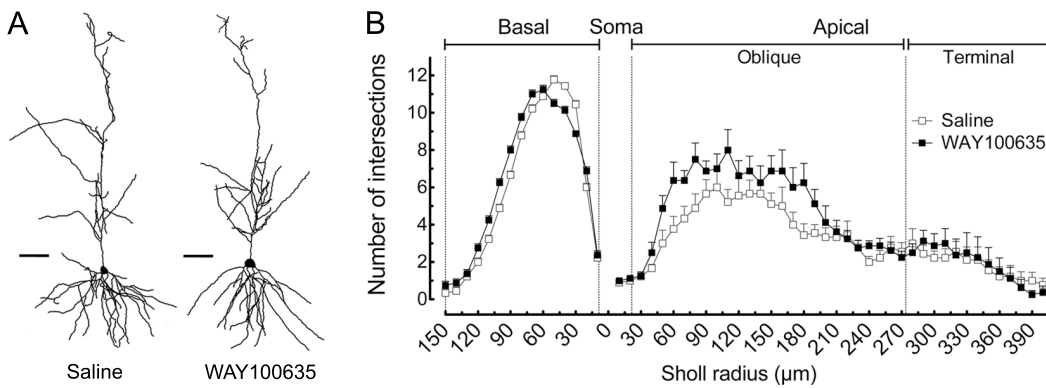 A
Saline
WAY100635
B
Basal
Soma
Apical
Oblique
Terminal
Number of intersections
12
10
8
6
4
2
0
Saline
WAY100635
150 120 90 60 30 0 30 60 90 120 150 180 210 240 270 300 330 360 390
Sholl radius (µm)